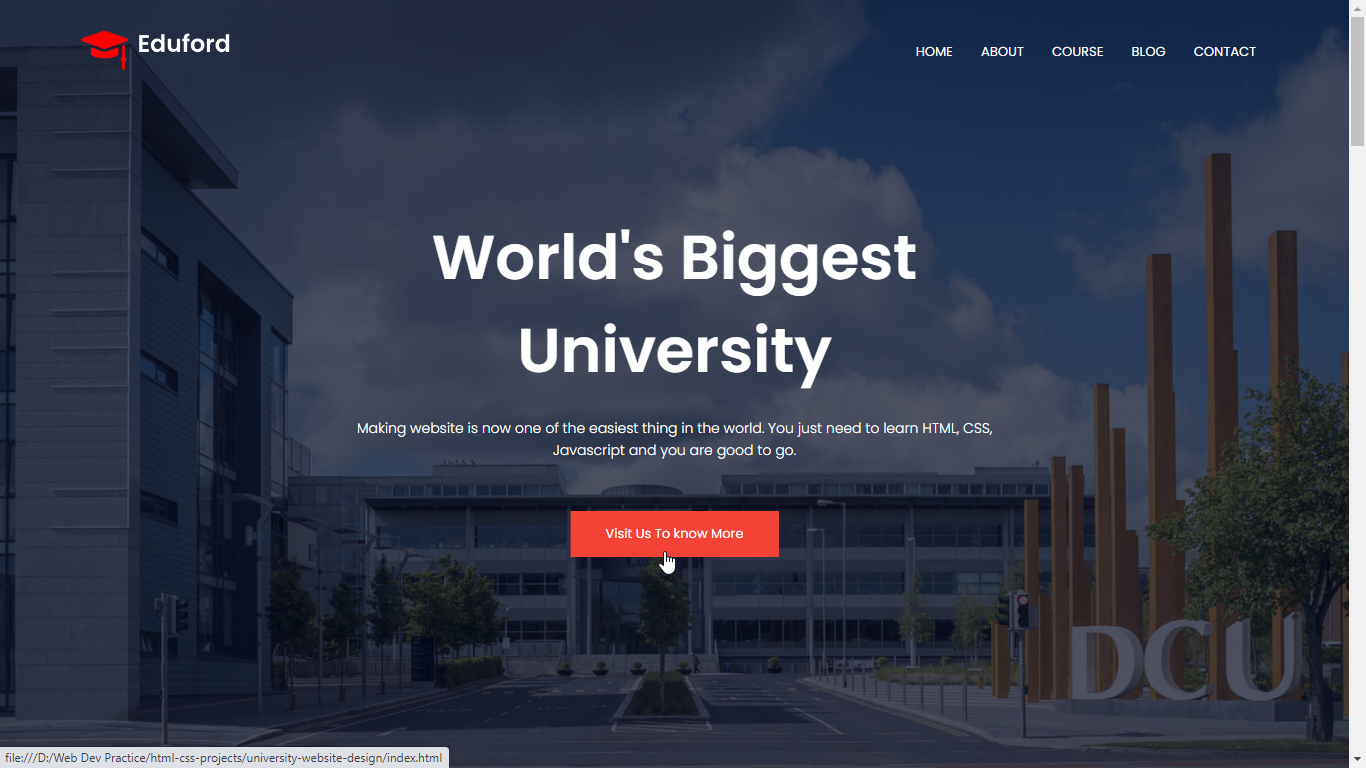 Eduford
HOME ABOUT COURSE BLOG CONTACT
World's Biggest
University
Making website is now one of the easiest thing in the world. You just need to learn HTML, CSS,
Javascript and you are good to go.
Visit Us To know More
DCU
file:///D:/Web Dev Practice/html-css-projects/university-website-design/index.html